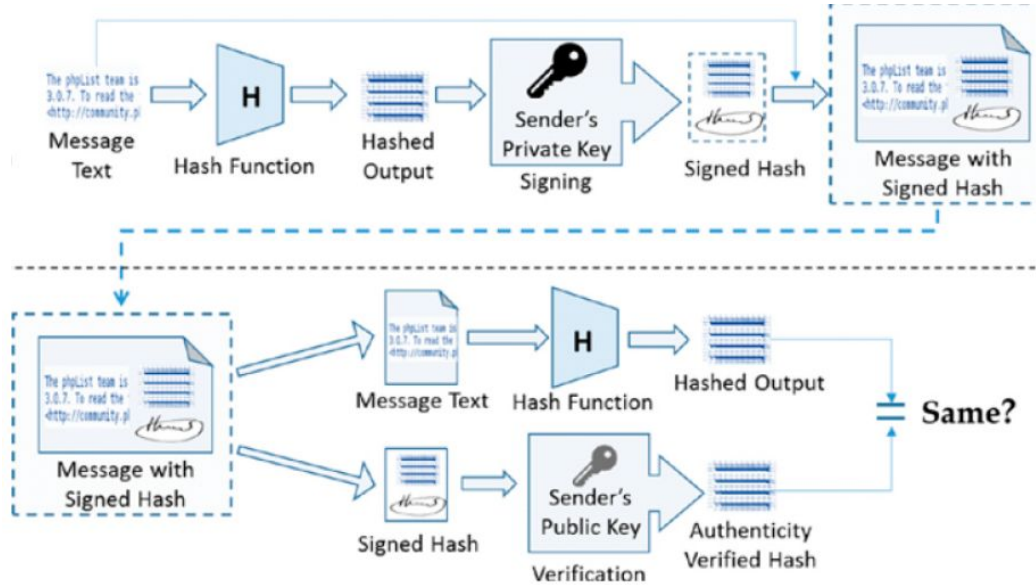 The phpList team is
3.0.7. To read the
<http://community.pl
Message
Text
H
Hash Function
Hashed
Output
Sender's
Private Key
Signing
Signed Hash
The phpList team is
3.0.7. To read the
<http://community.pl
Message with
Signed Hash
The phpList team is
3.0.7. To read the
<http://community.pl
Message with
Signed Hash
The phpList team is
3.0.7. To read the
<http://community.pl
Message Text
H
Hash Function
Hashed Output
= Same?
Signed Hash
Sender's
Public Key
Verification
Authenticity
Verified Hash